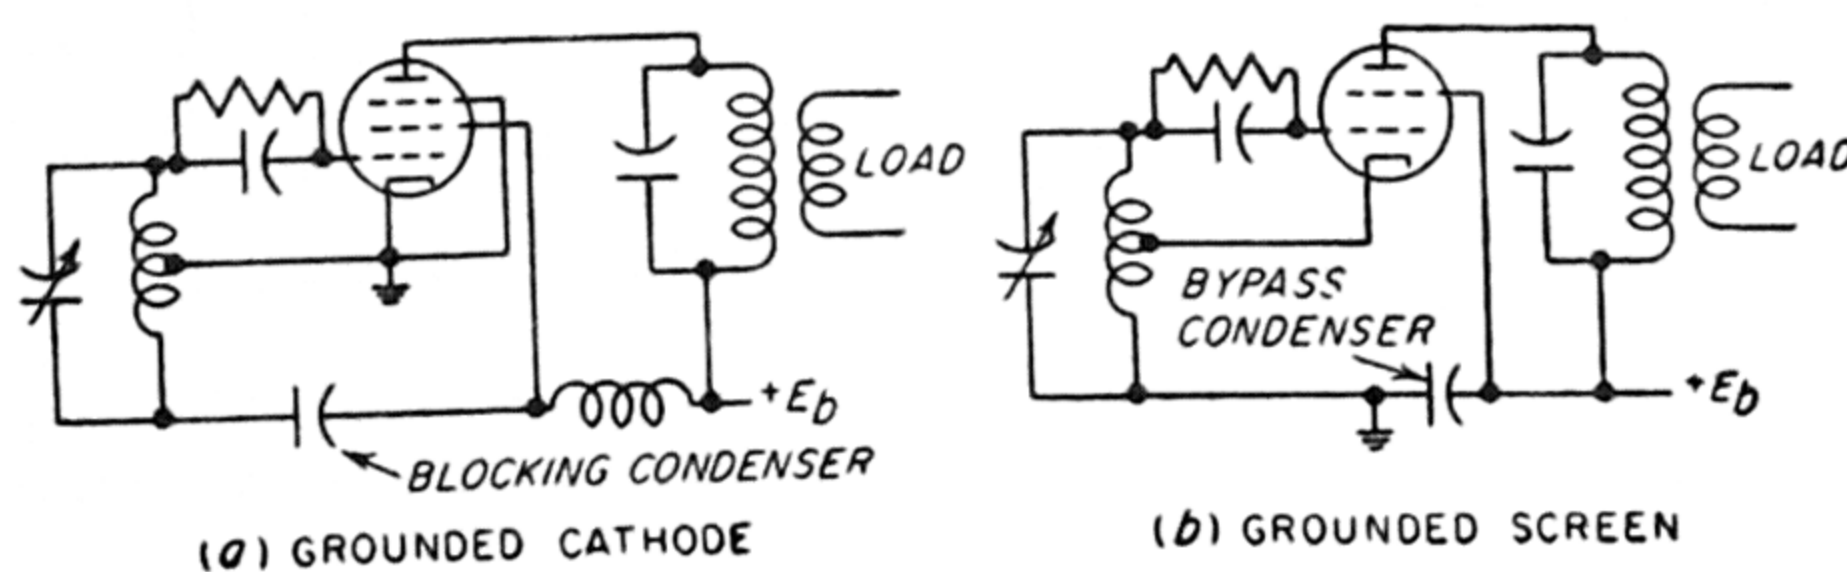 LOAD
+Eb
BLOCKING CONDENSER
(a) GROUNDED CATHODE
LOAD
BYPASS
CONDENSER
+Eb
(b) GROUNDED SCREEN